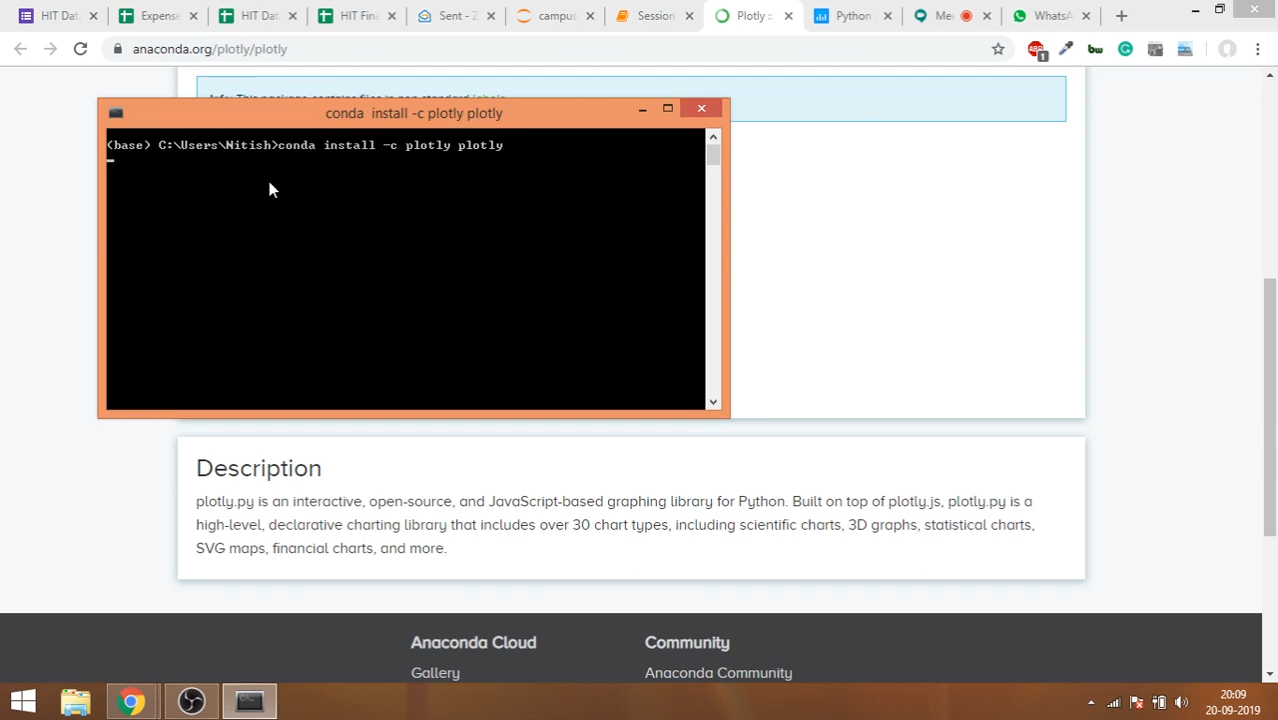 HIT Dat
Expense
HIT Dat
HIT Fina
Sent - Z
campus
Session
Plotly ::
Python
Mee
WhatsA
anaconda.org/plotly/plotly
1
conda install -c plotly plotly
(base) C:\Users\Nitish>conda install -c plotly plotly
Description
plotly.py is an interactive, open-source, and JavaScript-based graphing library for Python. Built on top of plotly.js, plotly.py is a
high-level, declarative charting library that includes over 30 chart types, including scientific charts, 3D graphs, statistical charts,
SVG maps, financial charts, and more.
Anaconda Cloud
Community
Gallery
Anaconda Community
20:09
20-09-2019